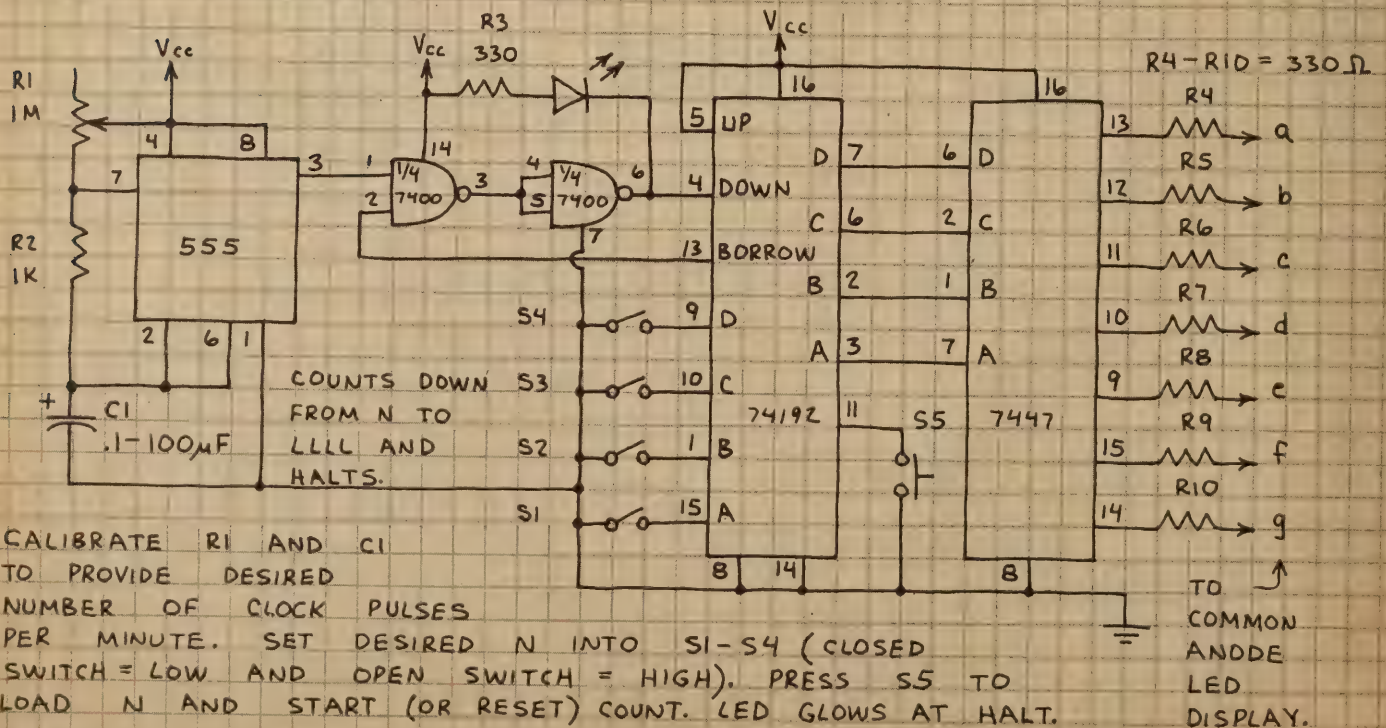 R3
330
Vcc
Vcc
Vcc
R4-R10 = 330Ω
R1
1M
4
8
14
16
16
5
UP
13
R4
a
7
3
1
1/4
7400
2
3
4
5
1/4
7400
6
4
DOWN
D
7
6
D
R5
12
b
7
C
6
2
C
R6
R2
1K
555
13
BORROW
11
c
B
2
1
B
R7
S4
9
D
10
d
2
6
1
A
3
7
A
R8
COUNTS DOWN
FROM N TO
LLLL AND
HALTS.
S3
10
C
9
e
+
C1
.1-100µF
74192
11
S5
7447
R9
S2
1
B
15
f
R10
S1
15
A
14
g
8
14
8
CALIBRATE R1 AND C1
TO PROVIDE DESIRED
NUMBER OF CLOCK PULSES
PER MINUTE. SET DESIRED N INTO S1-S4 (CLOSED
SWITCH = LOW AND OPEN SWITCH = HIGH). PRESS S5 TO
LOAD N AND START (OR RESET) COUNT. LED GLOWS AT HALT.
TO
COMMON
ANODE
LED
DISPLAY.